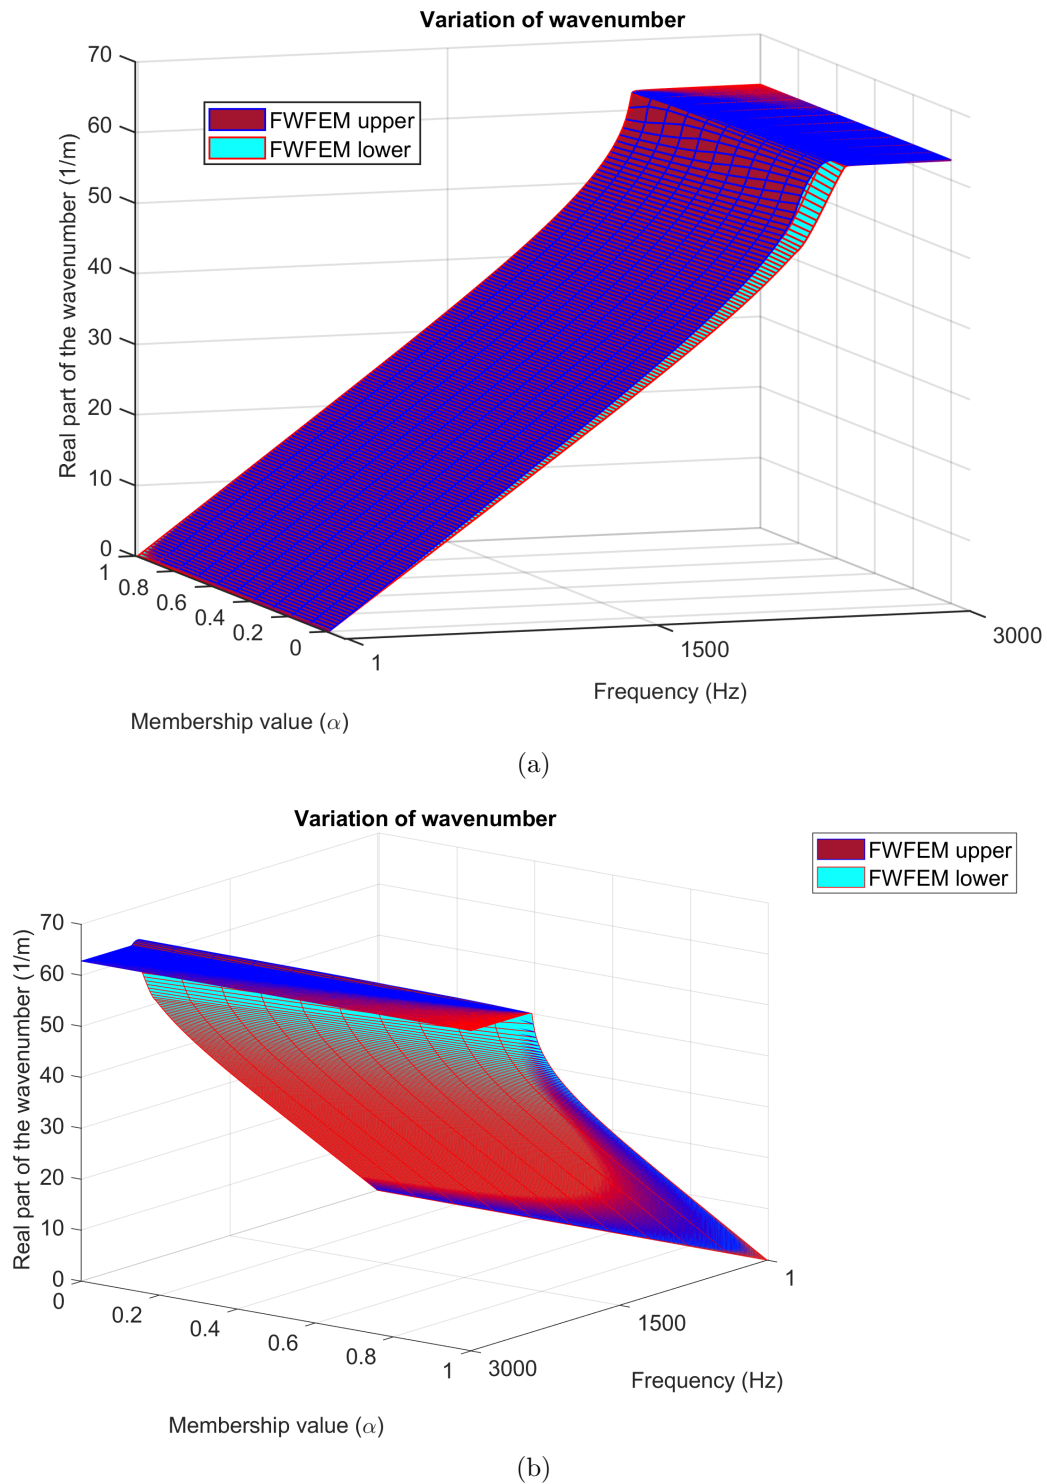 Variation of wavenumber
70
60
50
40
30
20
10
0
Real part of the wavenumber (1/m)
FWFEM upper
FWFEM lower
1
0.8
0.6
0.4
0.2
0
Membership value (α)
1
1500
3000
Frequency (Hz)
(a)
Variation of wavenumber
FWFEM upper
FWFEM lower
70
60
50
40
30
20
10
0
Real part of the wavenumber (1/m)
0
0.2
0.4
0.6
0.8
1
Membership value (α)
3000
1500
1
Frequency (Hz)
(b)